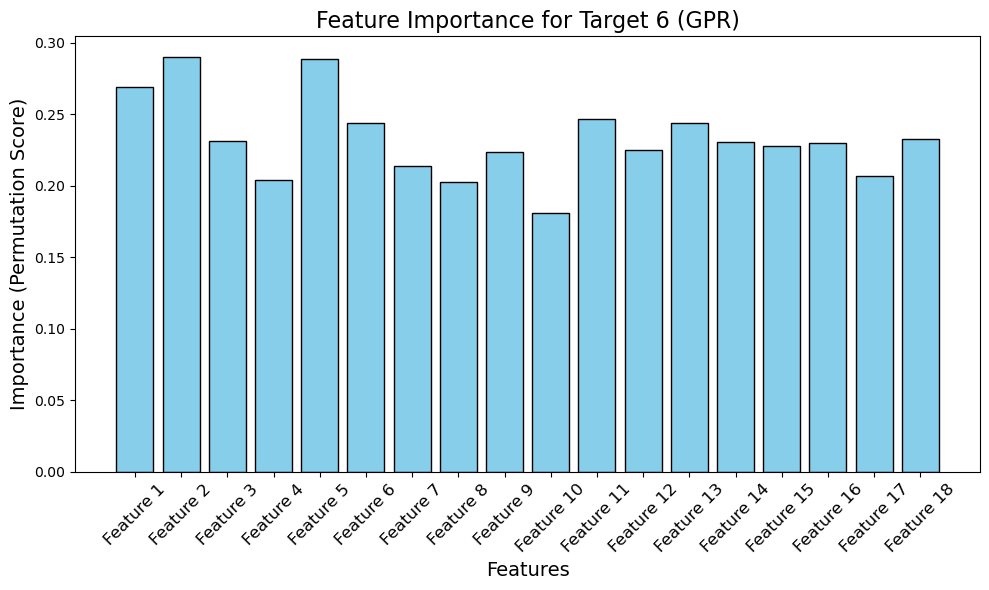 Feature Importance for Target 6 (GPR)
Importance (Permutation Score)
0.30
0.25
0.20
0.15
0.10
0.05
0.00
Feature 1
Feature 2
Feature 3
Feature 4
Feature 5
Feature 6
Feature 7
Feature 8
Feature 9
Feature 10
Feature 11
Feature 12
Feature 13
Feature 14
Feature 15
Feature 16
Feature 17
Feature 18
Features